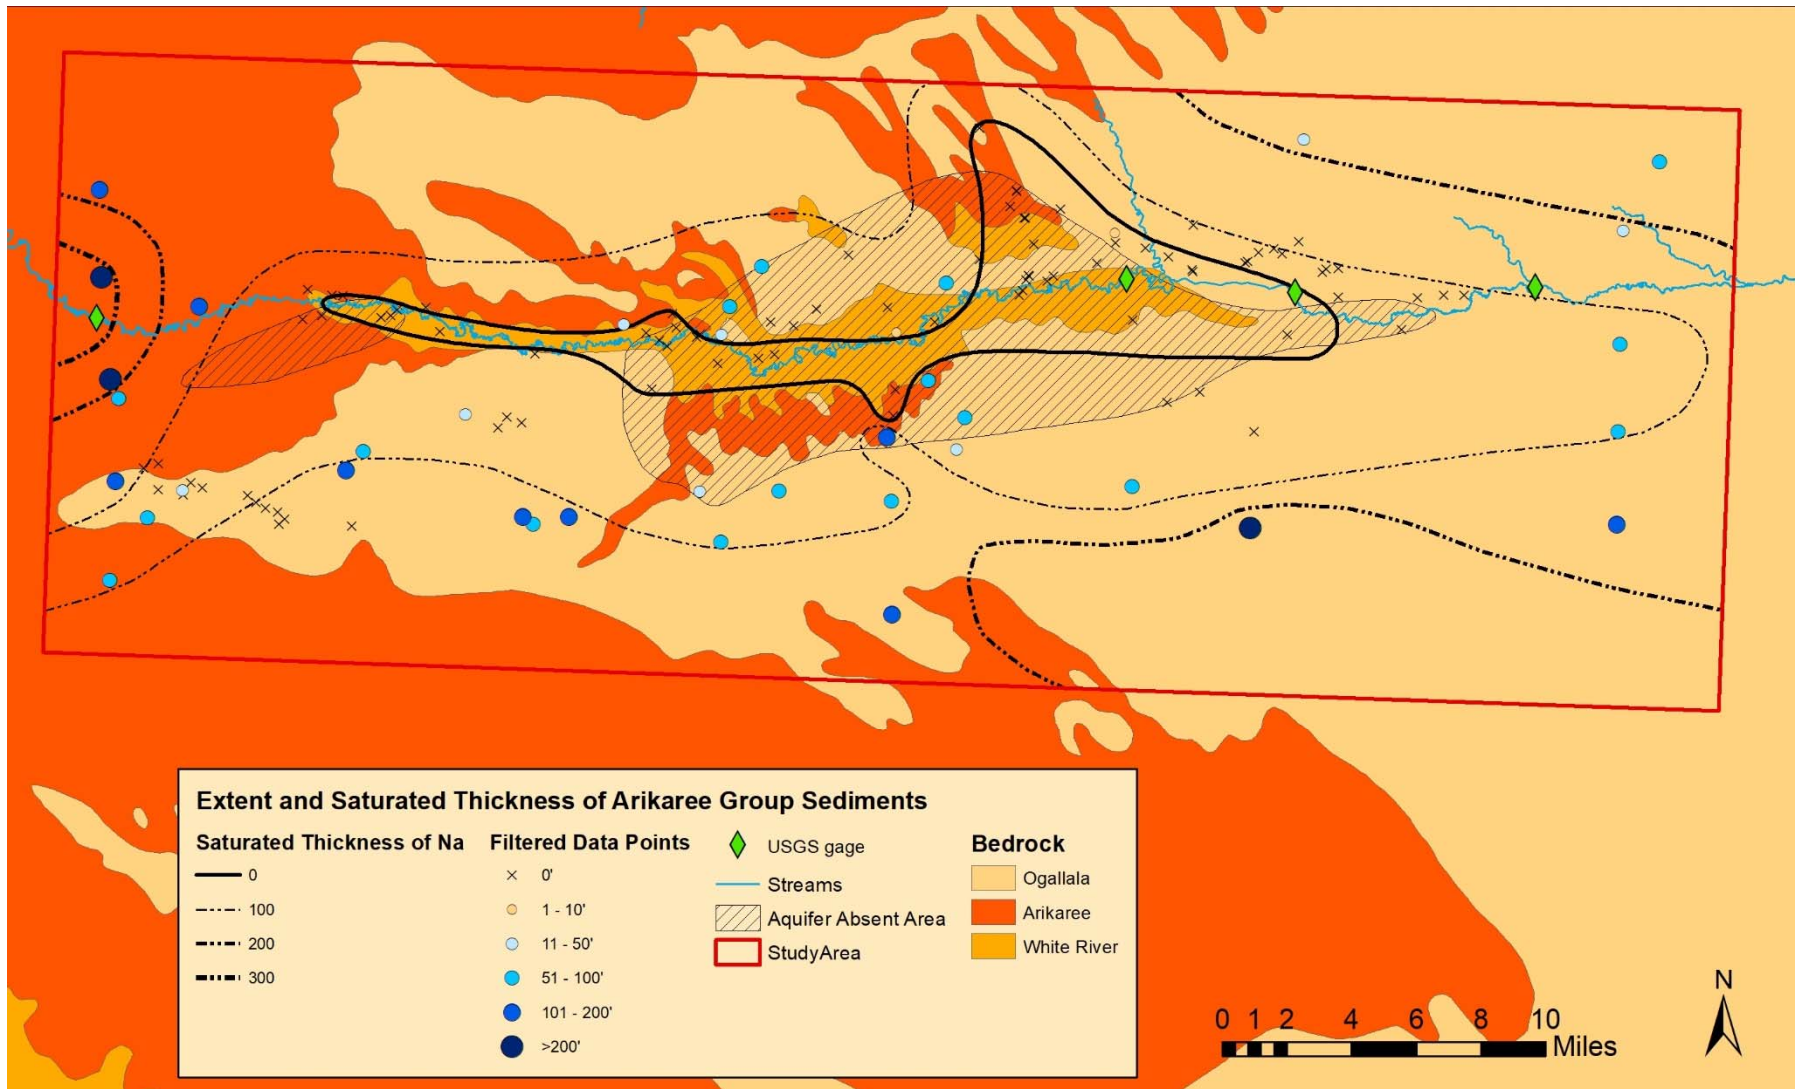 Extent and Saturated Thickness of Arikaree Group Sediments
Saturated Thickness of Na
0
100
200
300
Filtered Data Points
0'
1 - 10'
11 - 50'
51 - 100'
101 - 200'
>200'
USGS gage
Streams
Aquifer Absent Area
StudyArea
Bedrock
Ogallala
Arikaree
White River
0 1 2 4 6 8 10
Miles
N